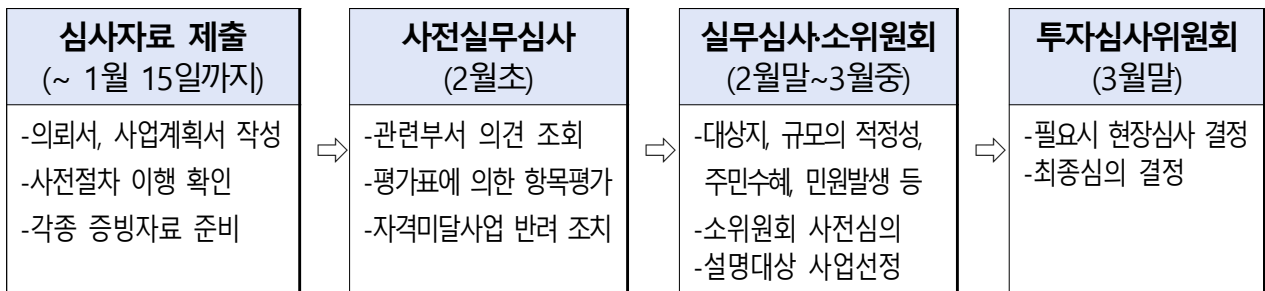 심사자료 제출
(~ 1월 15일까지)
-의뢰서, 사업계획서 작성
-사전절차 이행 확인
-각종 증빙자료 준비
⇨
사전실무심사
(2월초)
-관련부서 의견 조회
-평가표에 의한 항목평가
-자격미달사업 반려 조치
⇨
실무심사·소위원회
(2월말~3월중)
-대상지, 규모의 적정성,
주민수혜, 민원발생 등
-소위원회 사전심의
-설명대상 사업선정
⇨
투자심사위원회
(3월말)
-필요시 현장심사 결정
-최종심의 결정